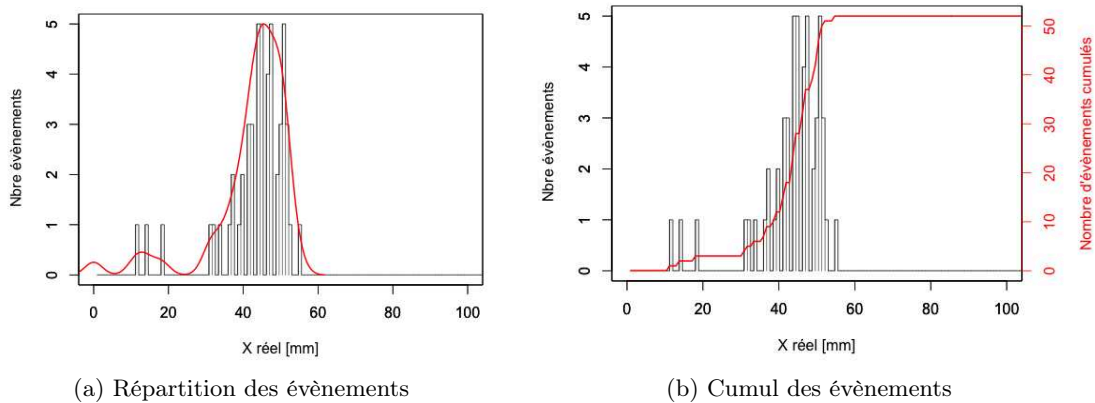 Nbre évènements
0 1 2 3 4 5
0 20 40 60 80 100
X réel [mm]
(a) Répartition des évènements
Nbre évènements
0 1 2 3 4 5
0 20 40 60 80 100
X réel [mm]
0 10 20 30 40 50
Nombre d'évènements cumulés
(b) Cumul des évènements